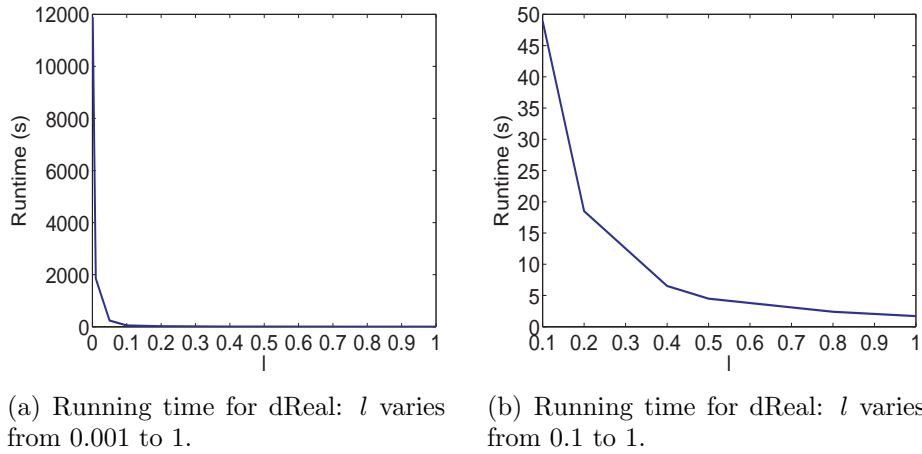 12000
10000
8000
6000
4000
2000
0
Runtime (s)
0 0.1 0.2 0.3 0.4 0.5 0.6 0.7 0.8 0.9 1
l
50
45
40
35
30
25
20
15
10
5
0
Runtime (s)
0.1 0.2 0.3 0.4 0.5 0.6 0.7 0.8 0.9 1
l
(a) Running time for dReal: l varies
from 0.001 to 1.
(b) Running time for dReal: l varies
from 0.1 to 1.